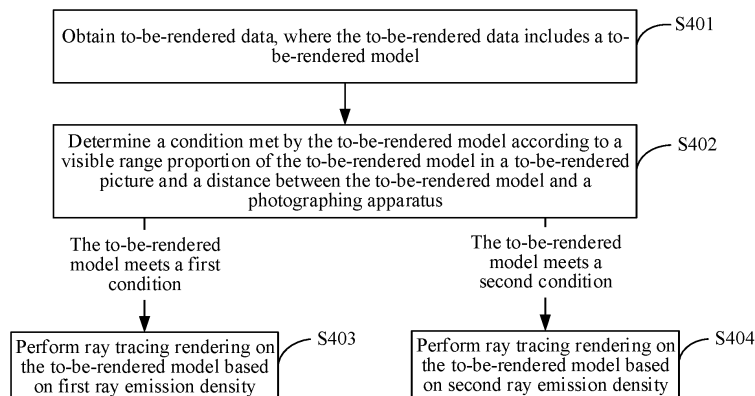 Obtain to-be-rendered data, where the to-be-rendered data includes a to-
be-rendered model
S401
Determine a condition met by the to-be-rendered model according to a
visible range proportion of the to-be-rendered model in a to-be-rendered
picture and a distance between the to-be-rendered model and a
photographing apparatus
S402
The to-be-rendered
model meets a first
condition
The to-be-rendered
model meets a
second condition
Perform ray tracing rendering on
the to-be-rendered model based
on first ray emission density
S403
Perform ray tracing rendering on
the to-be-rendered model based
on second ray emission density
S404